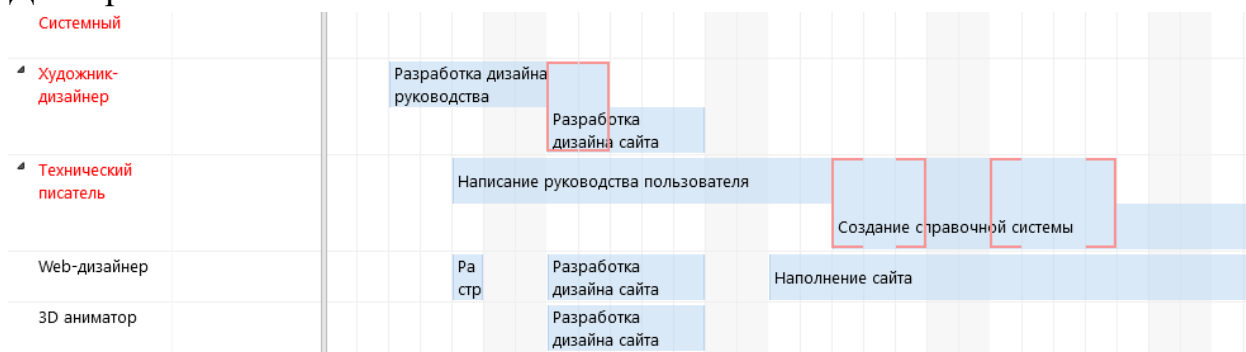 Системный
Художник-
дизайнер
Разработка дизайна
руководства
Разработка
дизайна сайта
Технический
писатель
Написание руководства пользователя
Создание справочной системы
Web-дизайнер
Ра
стр
Разработка
дизайна сайта
Наполнение сайта
3D аниматор
Разработка
дизайна сайта